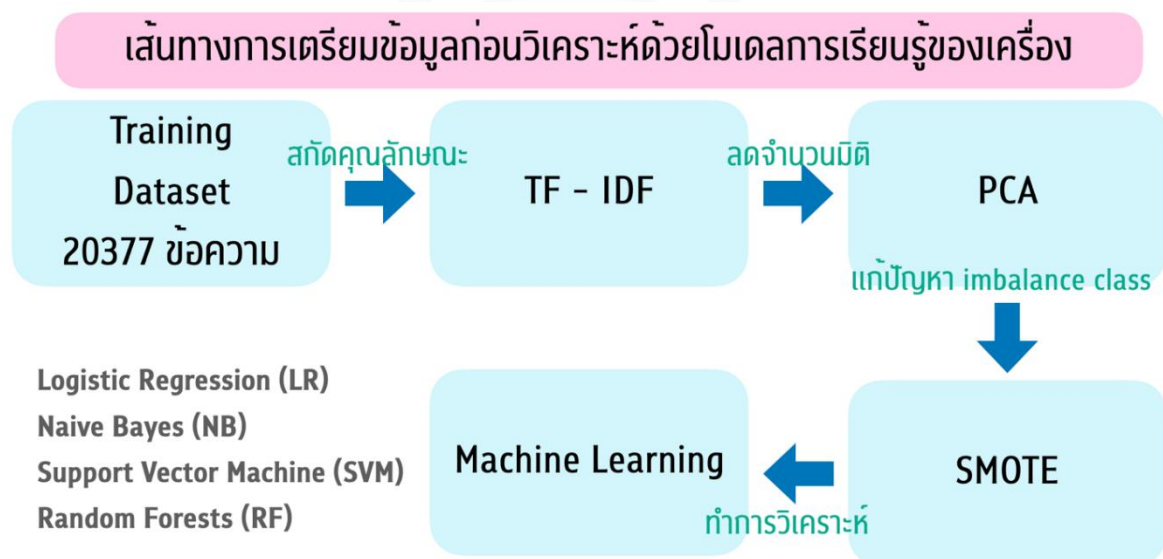 เส้นทางการเตรียมข้อมูลก่อนวิเคราะห์ด้วยโมเดลการเรียนรู้ของเครื่อง
Training
Dataset
20377 ข้อความ
สกัดคุณลักษณะ
TF - IDF
ลดจำนวนมิติ
PCA
แก้ปัญหา imbalance class
SMOTE
ทำการวิเคราะห์
Machine Learning
Logistic Regression (LR)
Naive Bayes (NB)
Support Vector Machine (SVM)
Random Forests (RF)